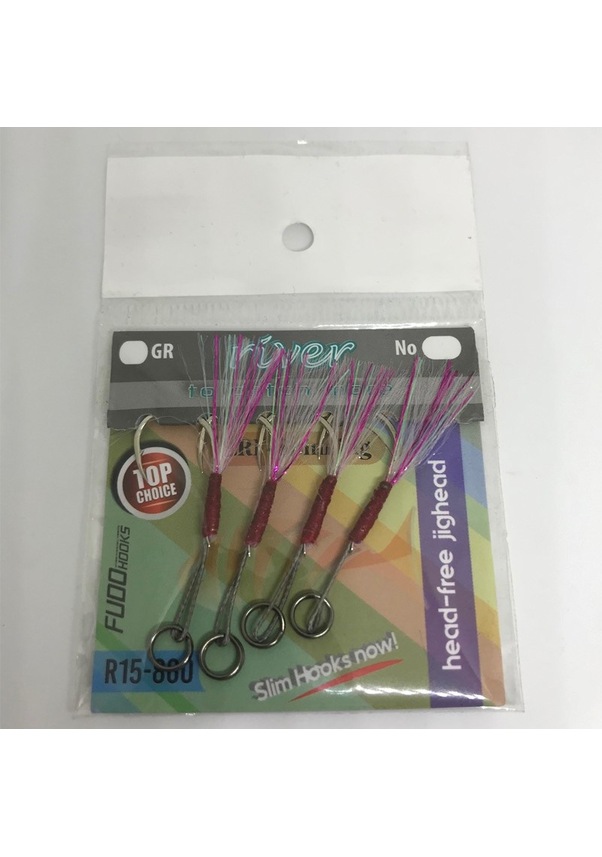 GR
river
No
TOP
CHOICE
FUDO HOOKS
R15-800
Slim Hooks now!
head-free jighead